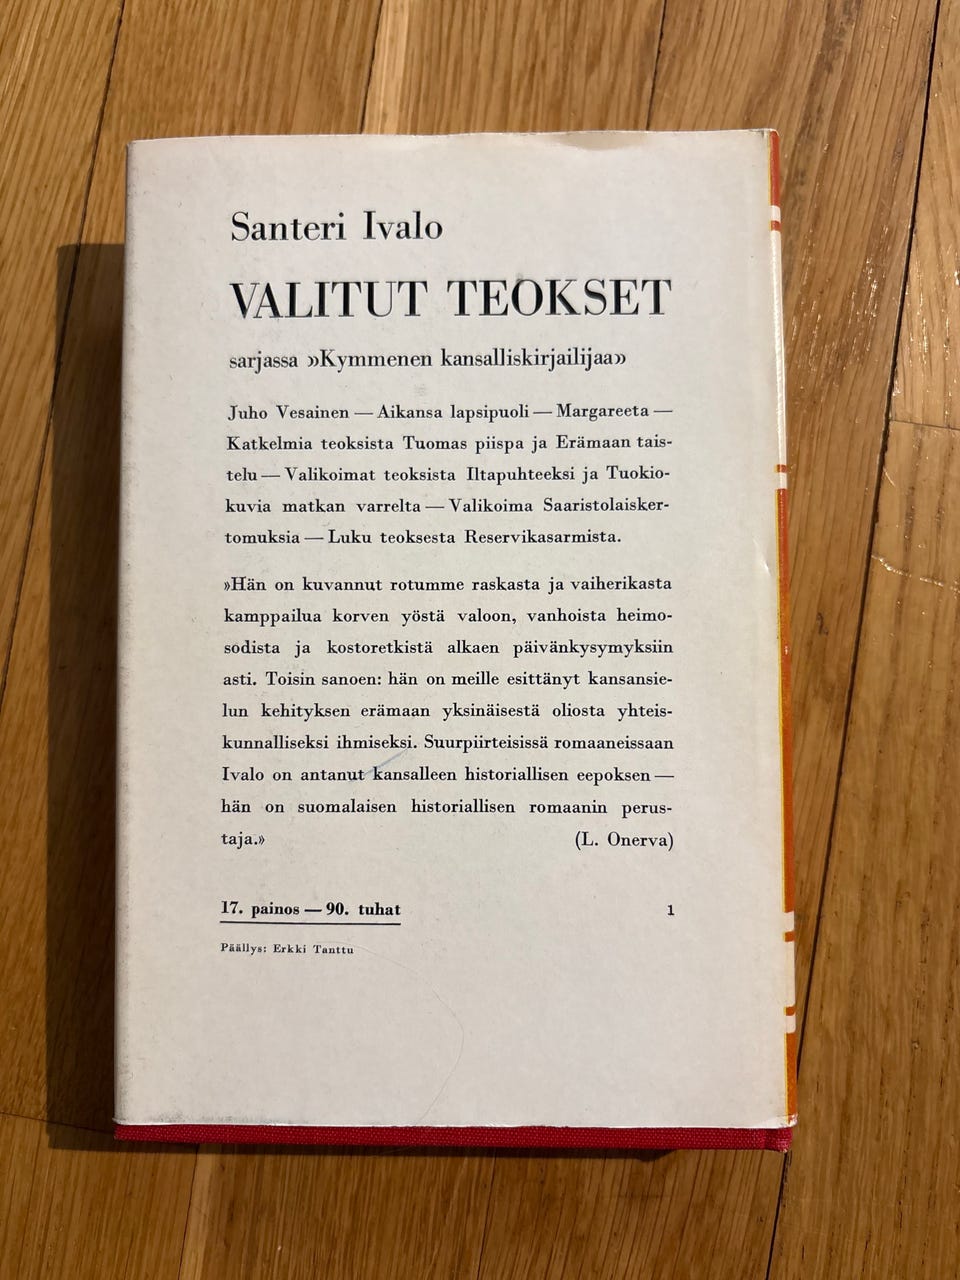 Santeri Ivalo
VALITUT TEOKSET
sarjassa »Kymmenen kansalliskirjailijaa»
Juho Vesainen — Aikansa lapsipuoli — Margareeta —
Katkelmia teoksista Tuomas piispa ja Erämaan tais-
telu — Valikoimat teoksista Iltapuhteeksi ja Tuokio-
kuvia matkan varrelta — Valikoima Saaristolaisker-
tomuksia — Luku teoksesta Reservikasarmista.
»Hän on kuvannut rotumme raskasta ja vaiherikasta
kamppailua korven yöstä valoon, vanhoista heimo-
sodista ja kostoretkistä alkaen päivänkysymyksiin
asti. Toisin sanoen: hän on meille esittänyt kansansie-
lun kehityksen erämaan yksinäisestä oliosta yhteis-
kunnalliseksi ihmiseksi. Suurpiirteisissä romaaneissaan
Ivalo on antanut kansalleen historiallisen eepoksen —
hän on suomalaisen historiallisen romaanin perus-
taja.» (L. Onerva)
17. painos — 90. tuhat 1
Päällys: Erkki Tanttu